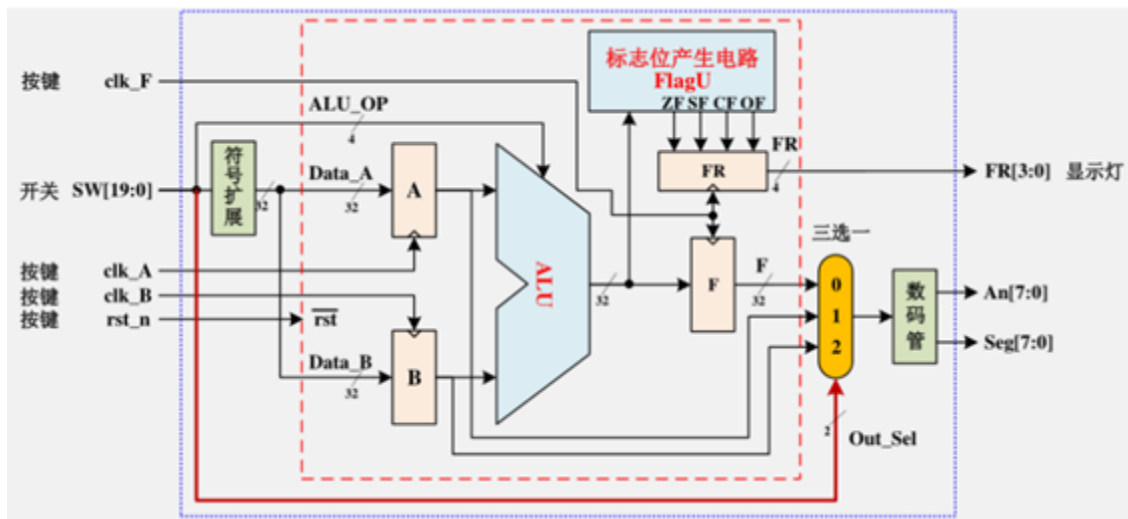 标志位产生电路
FlagU
ZF SF CF OF
按键 clk_F
ALU_OP
4
FR
FR
4
FR[3:0] 显示灯
开关 SW[19:0]
符号扩展
32
Data_A
32
A
三选一
按键 clk_A
按键 clk_B
按键 rst_n
rst
ALU
32
F
F
32
0
1
2
数码管
An[7:0]
Seg[7:0]
Data_B
32
B
2
Out_Sel